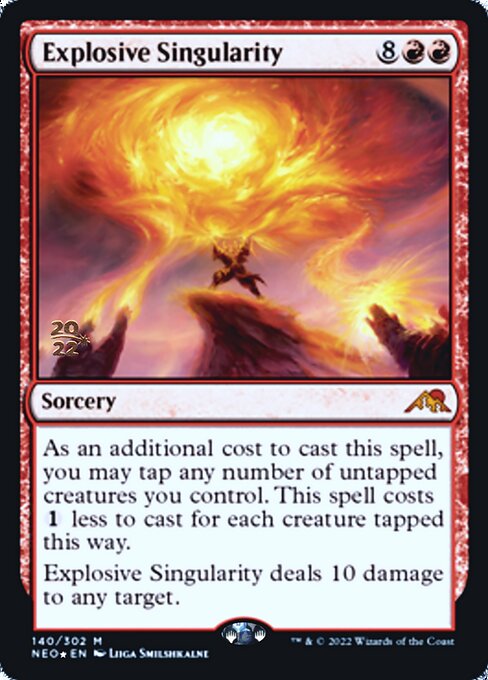 Explosive Singularity 8
20
22
Sorcery
As an additional cost to cast this spell,
you may tap any number of untapped
creatures you control. This spell costs
1 less to cast for each creature tapped
this way.
Explosive Singularity deals 10 damage
to any target.
140/302 M
NEO★EN Liiga Smilshkalne
™ & © 2022 Wizards of the Coast